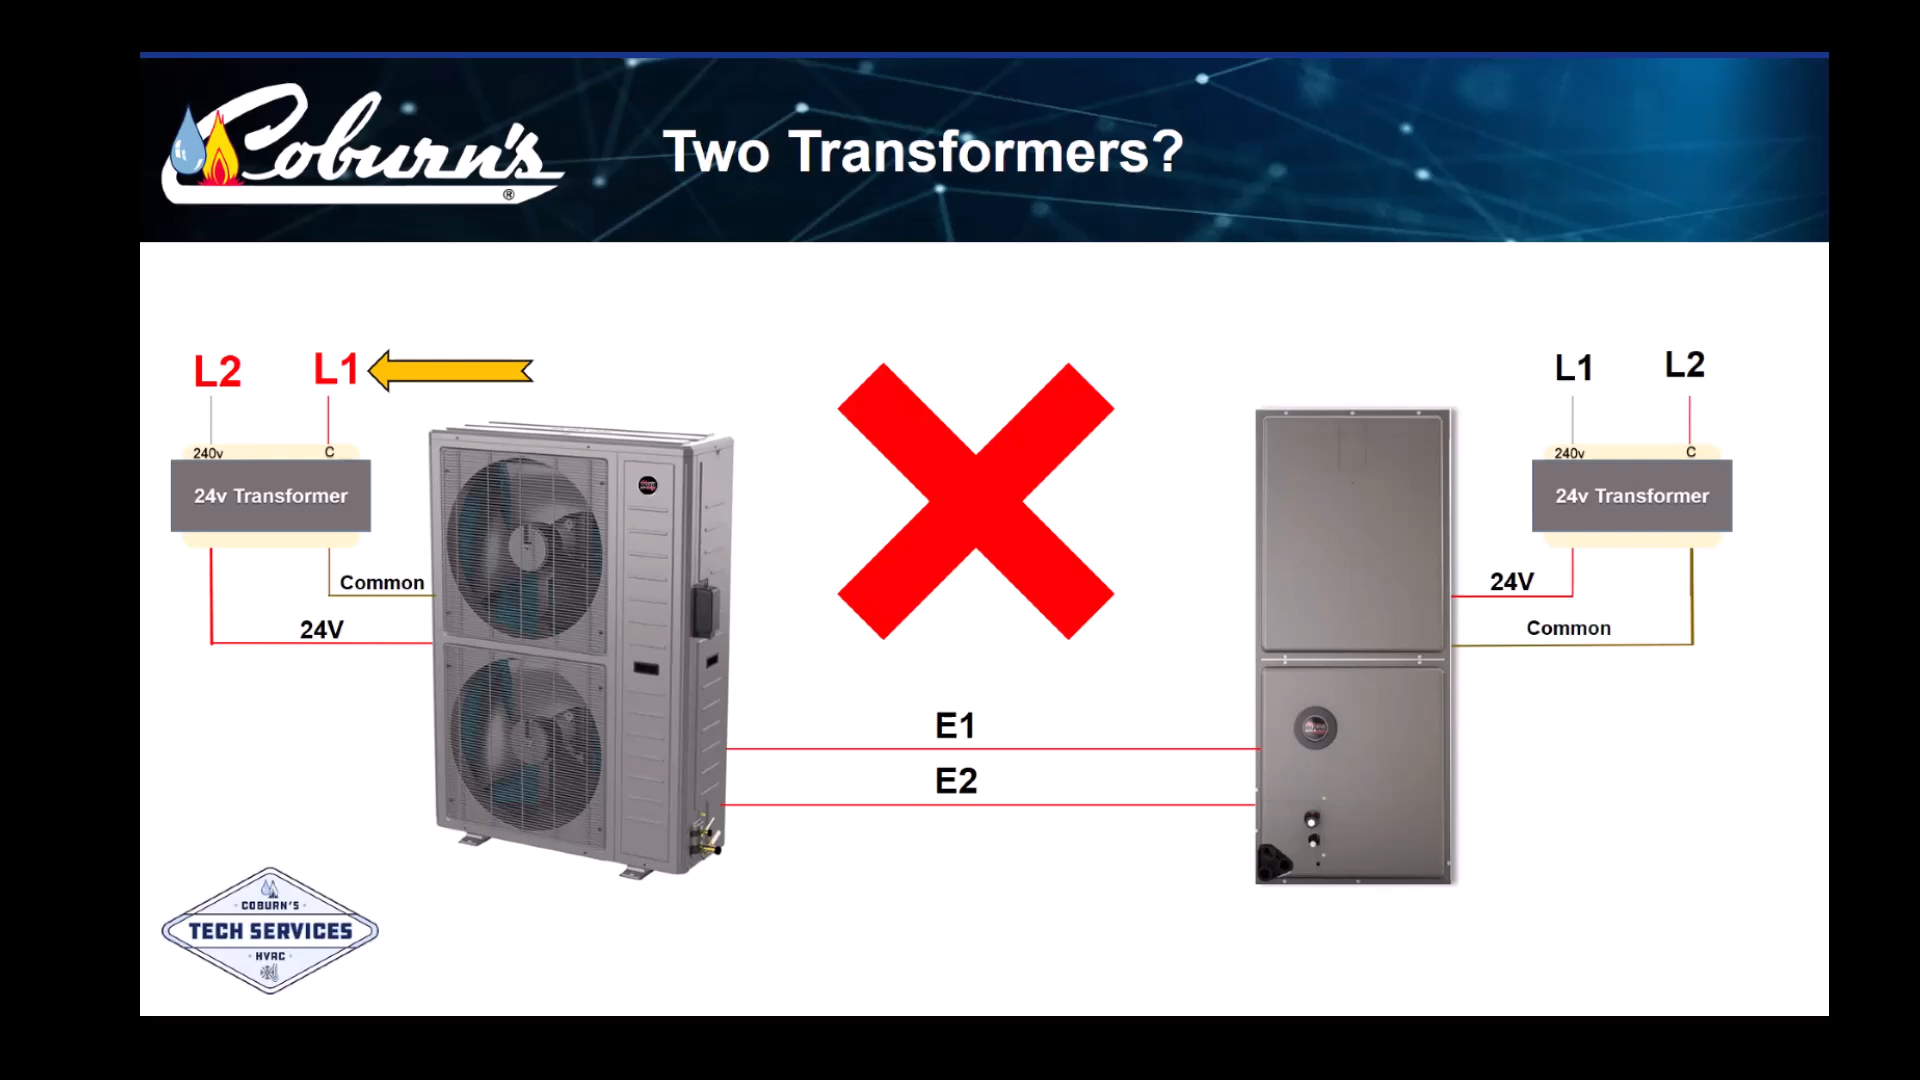 Coburn's
®
Two Transformers?
L2
L1
L1
L2
240v
C
240v
C
24v Transformer
24v Transformer
Common
24V
24V
Common
E1
E2
COBURN'S
TECH SERVICES
HVAC